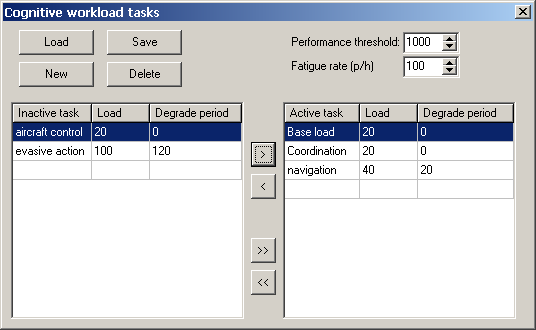 Cognitive workload tasks
Load Save Performance threshold: 1000
New Delete Fatigue rate (p/h) 100
Inactive task Load Degrade period
aircraft control 20 0
evasive action 100 120
>
<
>>
<<
Active task Load Degrade period
Base load 20 0
Coordination 20 0
navigation 40 20